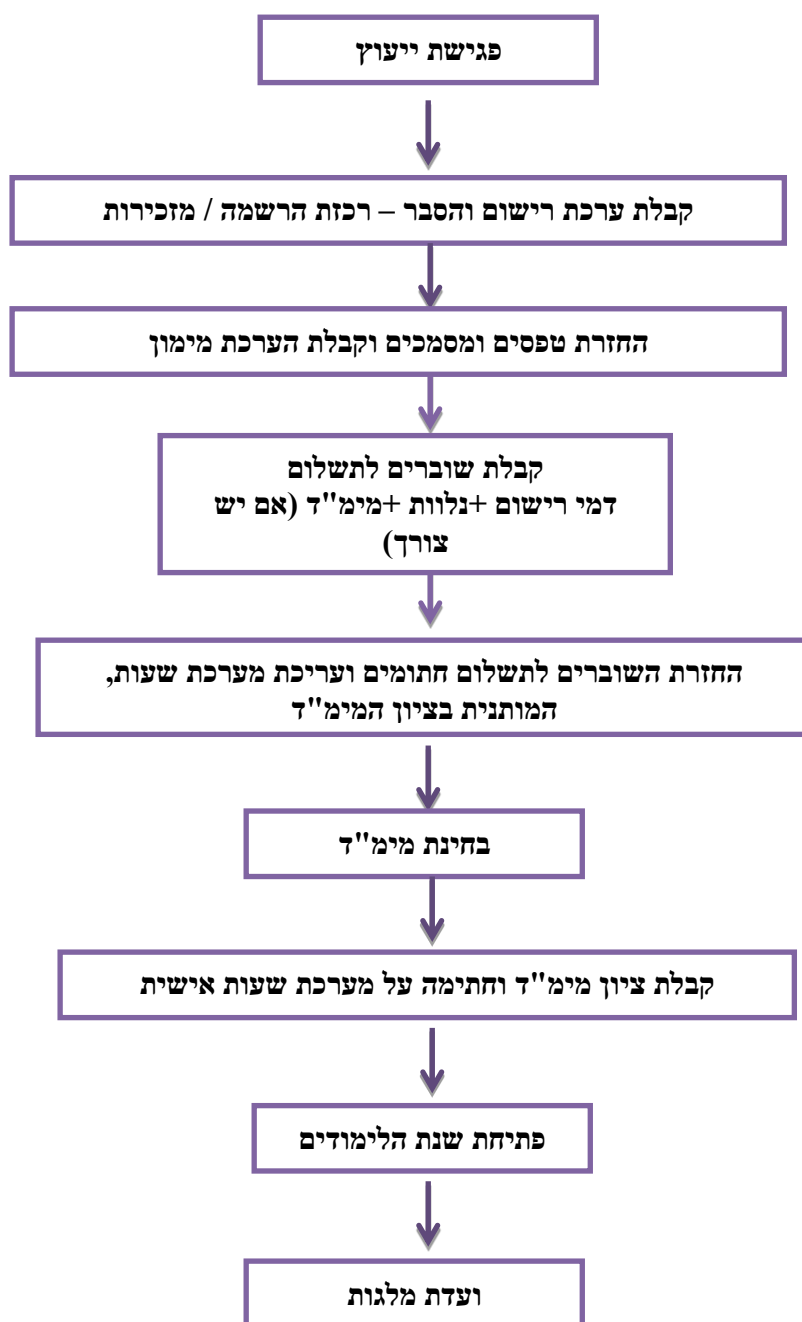 פגישת ייעוץ
קבלת ערכת רישום והסבר – רכזת הרשמה / מזכירות
החזרת טפסים ומסמכים וקבלת הערכת מימון
קבלת שוברים לתשלום
דמי רישום +נלוות +מימ"ד (אם יש
צורך)
החזרת השוברים לתשלום חתומים ועריכת מערכת שעות,
המותנית בציון המימ"ד
בחינת מימ"ד
קבלת ציון מימ"ד וחתימה על מערכת שעות אישית
פתיחת שנת הלימודים
ועדת מלגות